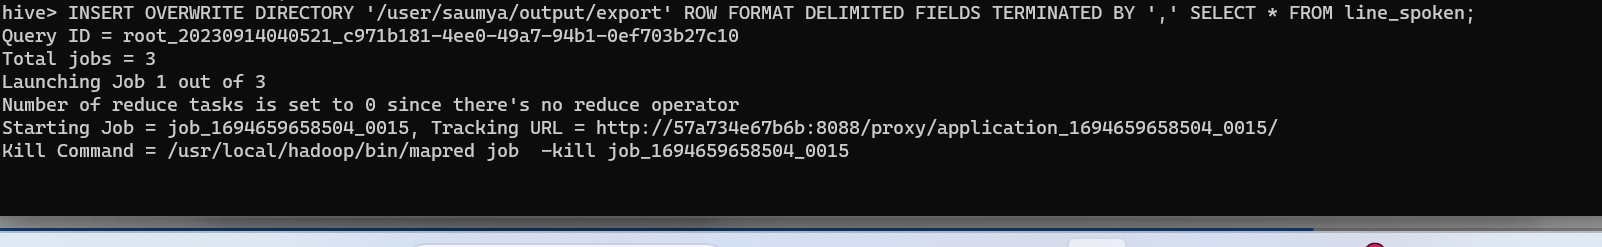 hive> INSERT OVERWRITE DIRECTORY '/user/saumya/output/export' ROW FORMAT DELIMITED FIELDS TERMINATED BY ',' SELECT * FROM line_spoken;
Query ID = root_20230914040521_c971b181-4ee0-49a7-94b1-0ef703b27c10
Total jobs = 3
Launching Job 1 out of 3
Number of reduce tasks is set to 0 since there's no reduce operator
Starting Job = job_1694659658504_0015, Tracking URL = http://57a734e67b6b:8088/proxy/application_1694659658504_0015/
Kill Command = /usr/local/hadoop/bin/mapred job  -kill job_1694659658504_0015